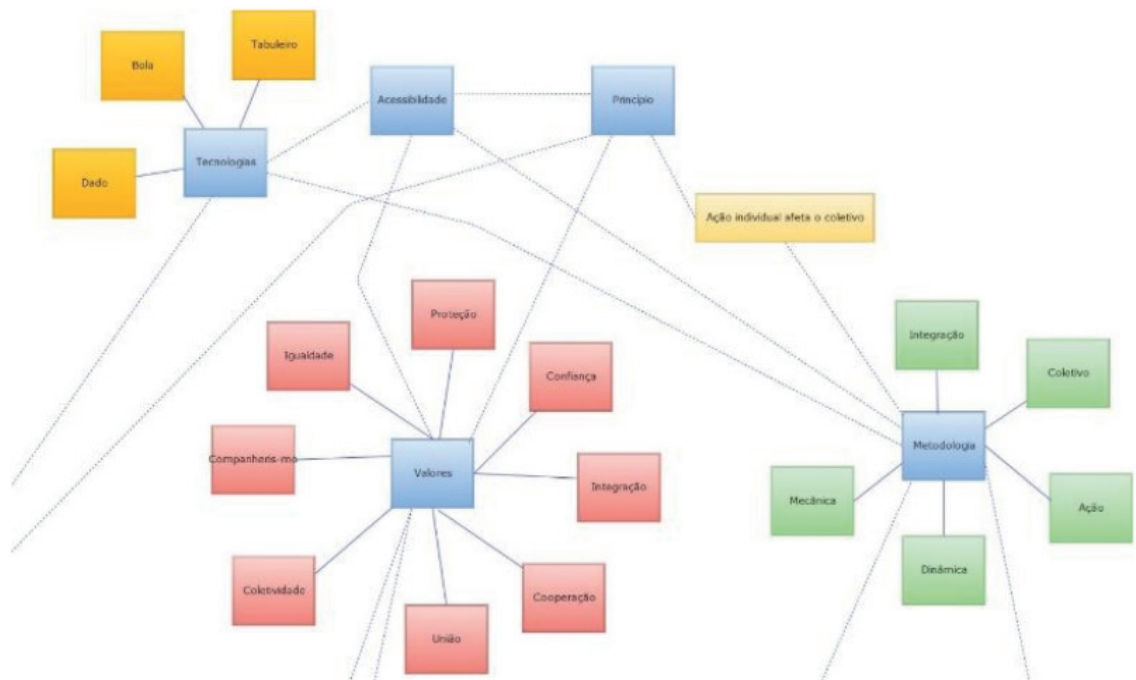 Tabuleiro
Bola
Acessibilidade
Princípio
Tecnologias
Dado
Ação individual afeta o coletivo
Proteção
Integração
Igualdade
Confiança
Coletivo
Companheris-mo
Valores
Metodologia
Integração
Mecânica
Ação
Dinâmica
Coletividade
Cooperação
União